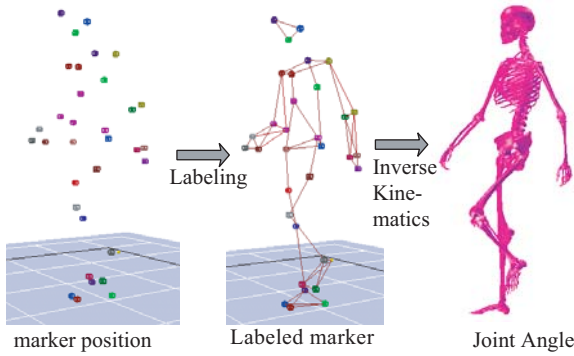 Labeling
Inverse
Kine-
matics
marker position
Labeled marker
Joint Angle